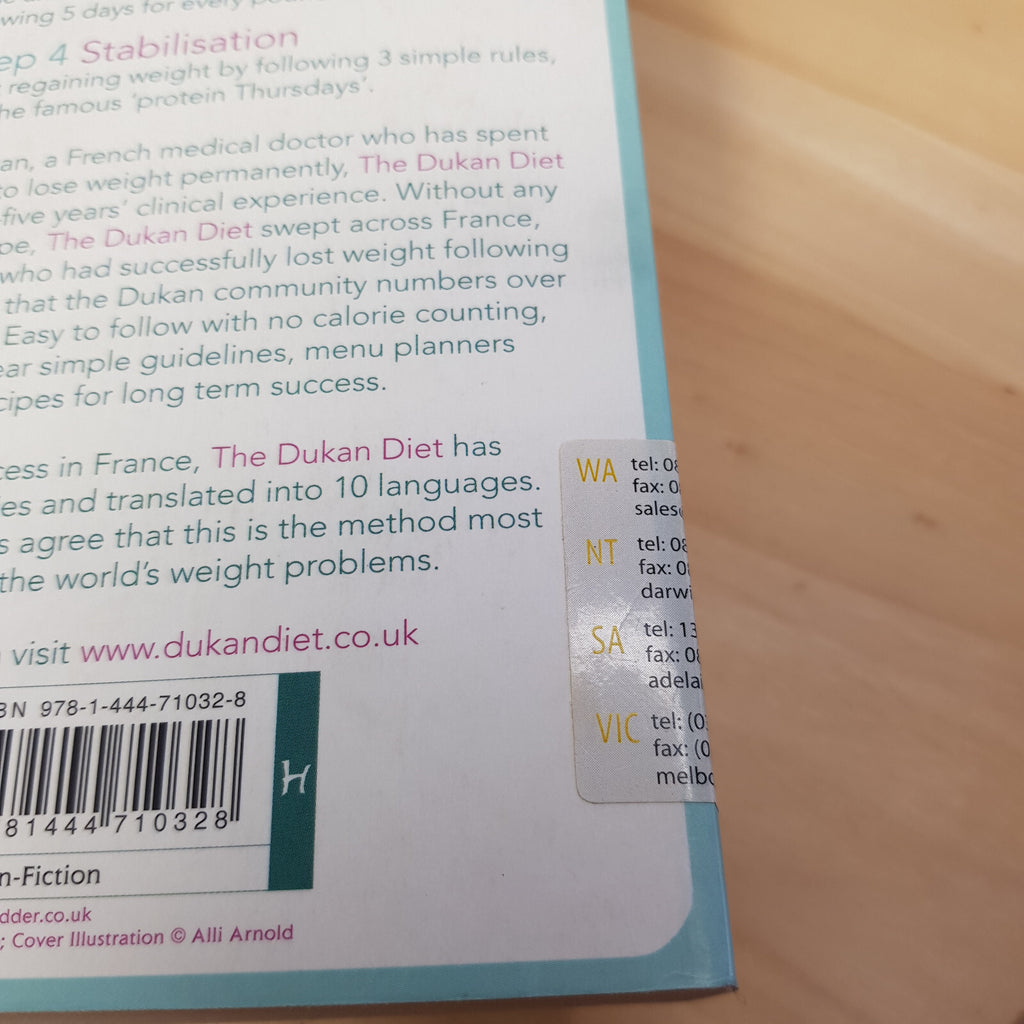 wing 5 days for every
ep 4 Stabilisation
regaining weight by following 3 simple rules,
he famous 'protein Thursdays'.
an, a French medical doctor who has spent
to lose weight permanently, The Dukan Diet
-five years' clinical experience. Without any
pe, The Dukan Diet swept across France,
who had successfully lost weight following
that the Dukan community numbers over
Easy to follow with no calorie counting,
ear simple guidelines, menu planners
cipes for long term success.
cess in France, The Dukan Diet has
ies and translated into 10 languages.
s agree that this is the method most
the world's weight problems.
visit www.dukandiet.co.uk
BN 978-1-444-71032-8
81444 710328
H
n-Fiction
dder.co.uk
; Cover Illustration © Alli Arnold
WA tel: 08
fax: 0
sales
NT tel: 08
fax: 0
darwi
SA tel: 13
fax: 08
adelai
VIC tel: (0
fax: (0
melbo